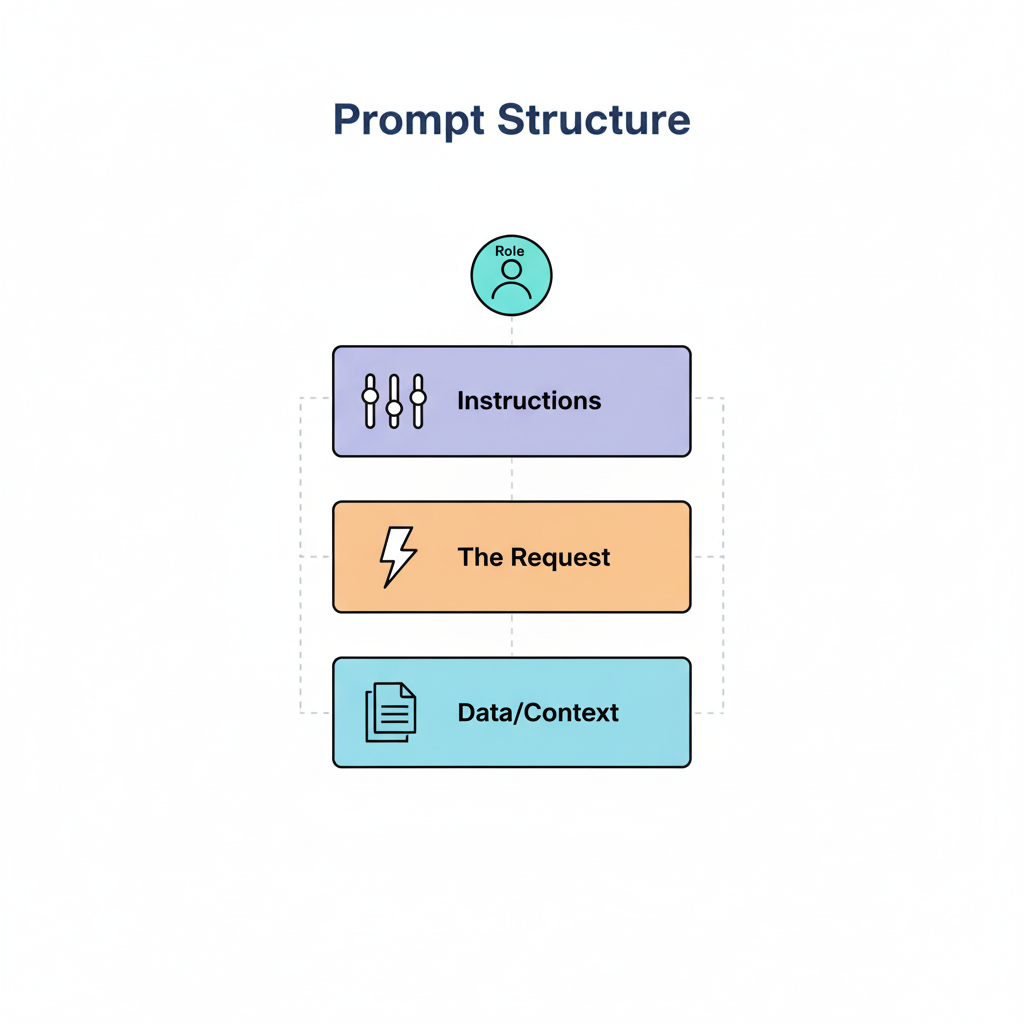 Prompt Structure
Role
Instructions
The Request
Data/Context